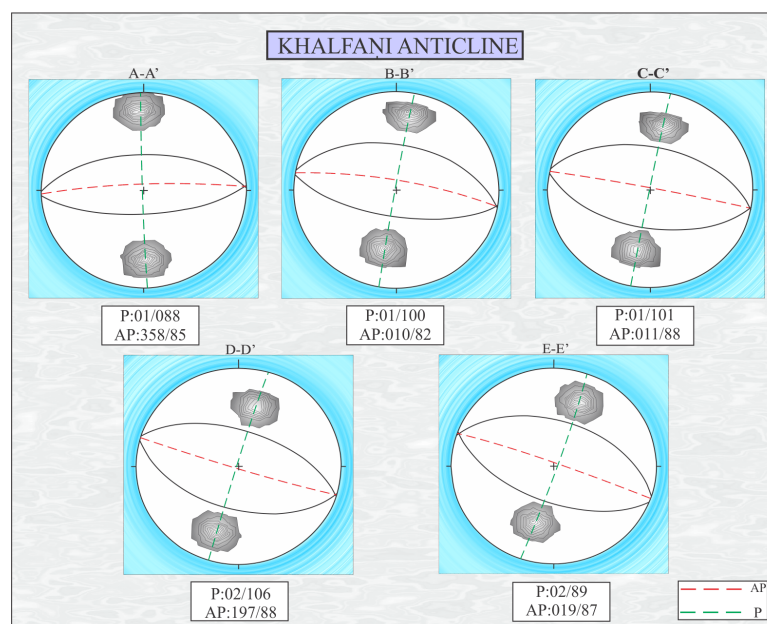 KHALFANI ANTICLINE
A-A’
B-B’
C-C’
P:01/088
AP:358/85
P:01/100
AP:010/82
P:01/101
AP:011/88
D-D’
E-E’
P:02/106
AP:197/88
P:02/89
AP:019/87
AP
P